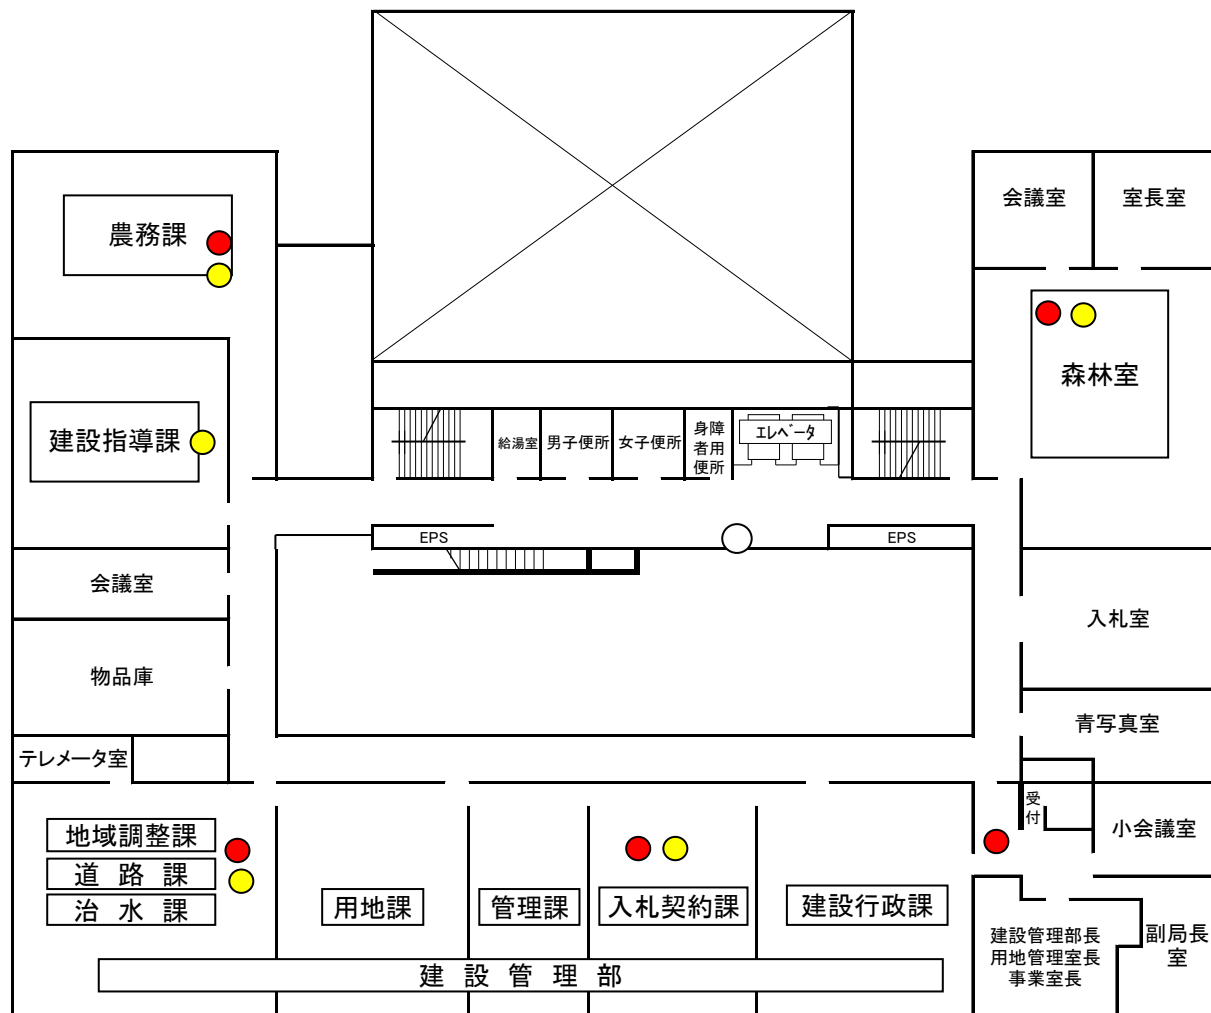 会議室
室長室
農務課
森林室
建設指導課
給湯室
男子便所
女子便所
身障
者用
便所
エレベータ
EPS
EPS
会議室
入札室
物品庫
青写真室
テレメータ室
受
付
小会議室
地域調整課
道路課
治水課
用地課
管理課
入札契約課
建設行政課
建設管理部長
用地管理室長
事業室長
副局長
室
建設管理部